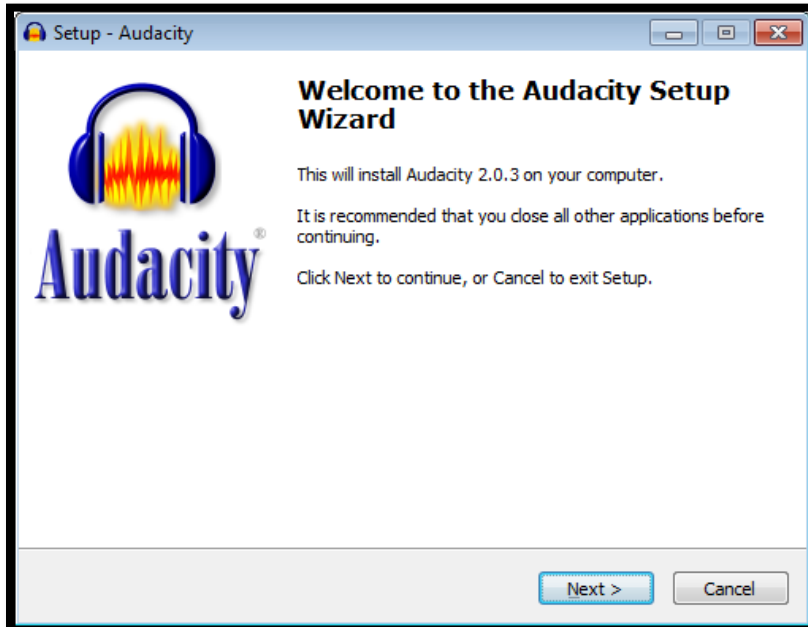 Setup - Audacity
Welcome to the Audacity Setup
Wizard
This will install Audacity 2.0.3 on your computer.
It is recommended that you close all other applications before
continuing.
Click Next to continue, or Cancel to exit Setup.
Audacity®
Next >
Cancel